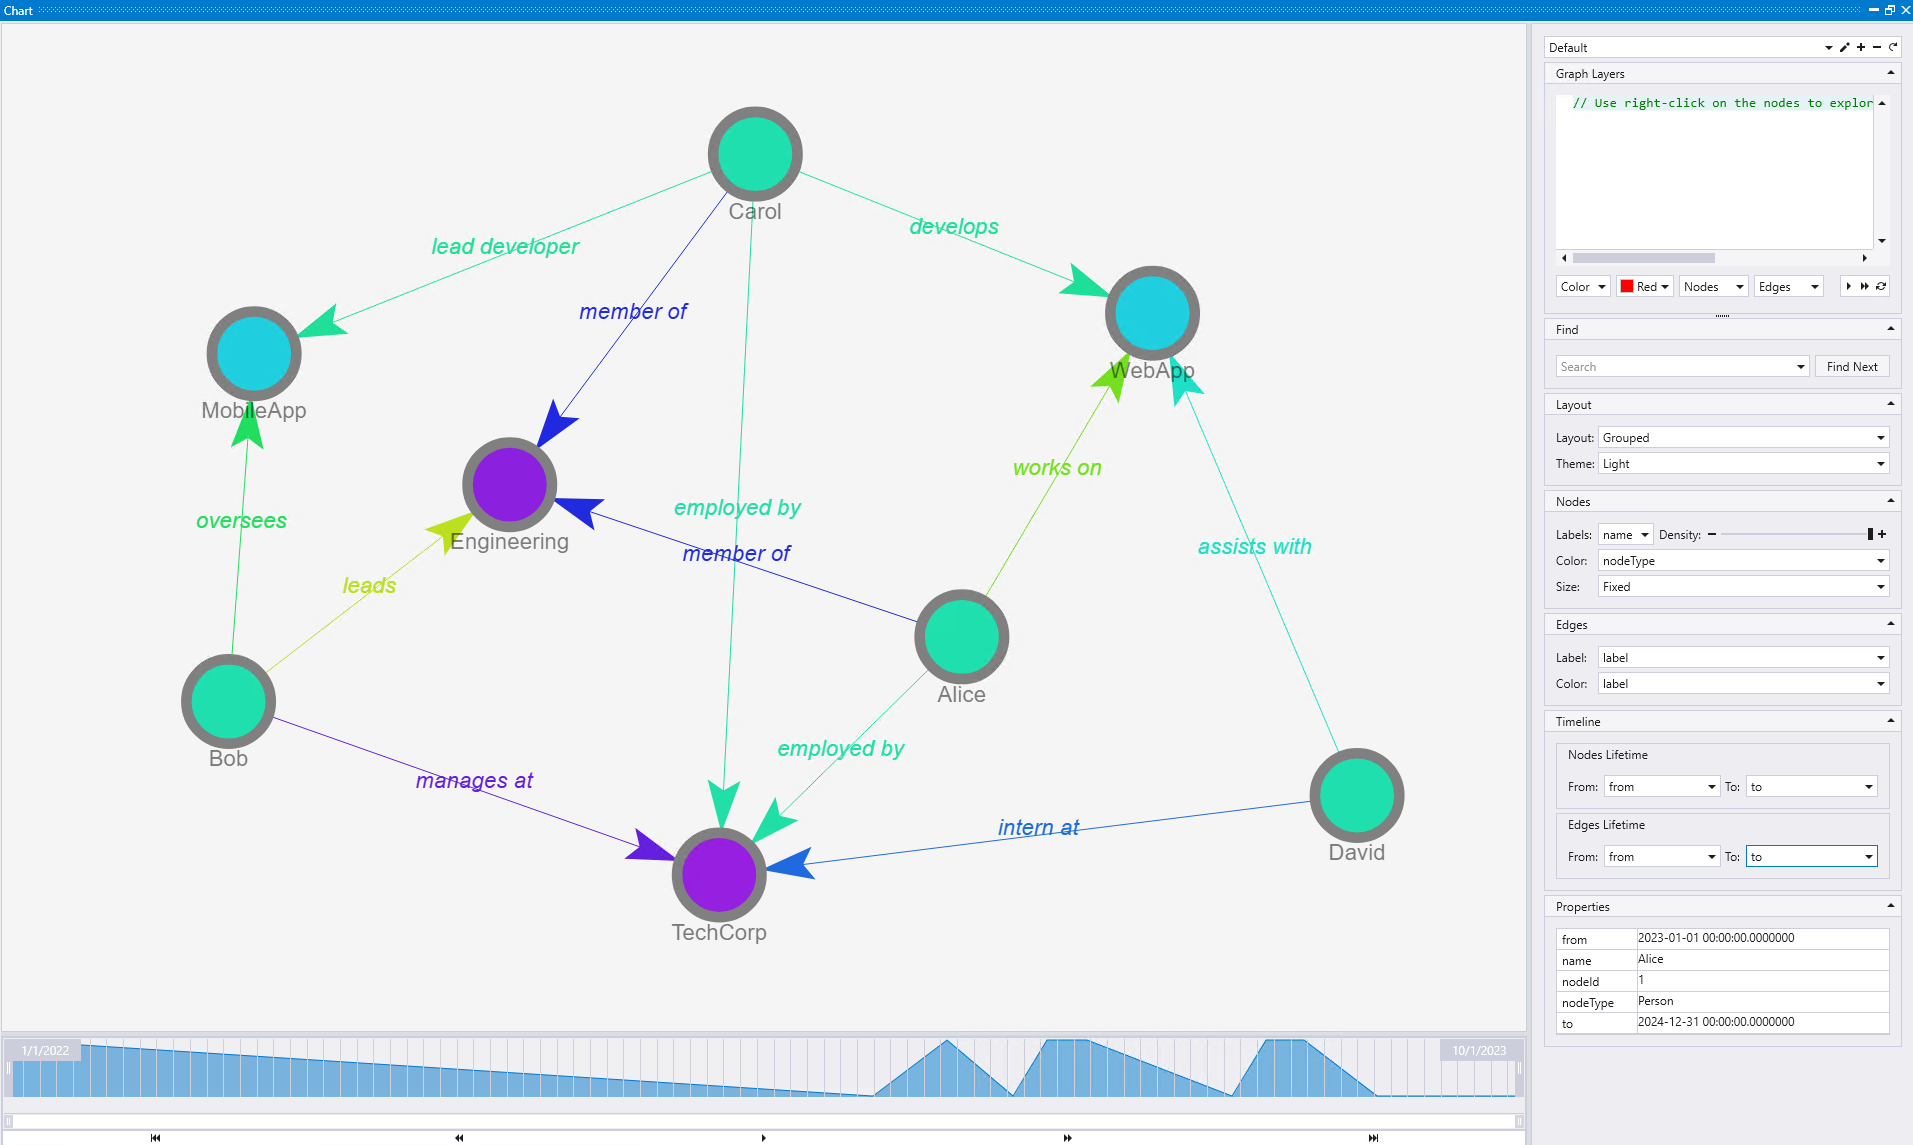 Chart
Carol
lead developer
develops
member of
MobileApp
WebApp
works on
employed by
oversees
Engineering
member of
assists with
leads
Alice
Bob
employed by
manages at
intern at
David
TechCorp
1/1/2022
10/1/2023
Default
Graph Layers
// Use right-click on the nodes to explor
Color Red Nodes Edges
Find
Search Find Next
Layout
Layout: Grouped
Theme: Light
Nodes
Labels: name Density:
Color: nodeType
Size: Fixed
Edges
Label: label
Color: label
Timeline
Nodes Lifetime
From: from To: to
Edges Lifetime
From: from To: to
Properties
from 2023-01-01 00:00:00.0000000
name Alice
nodeId 1
nodeType Person
to 2024-12-31 00:00:00.0000000